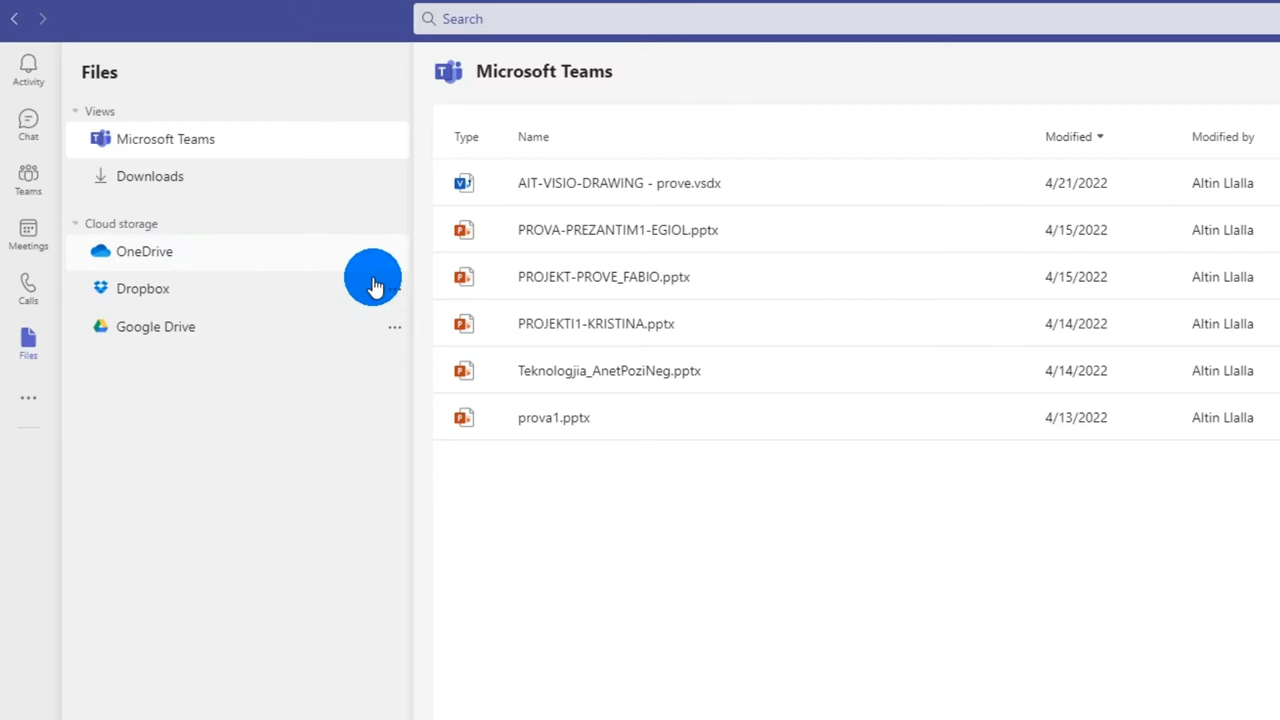 Search
Activity
Chat
Teams
Meetings
Calls
Files
Files
Views
Microsoft Teams
Downloads
Cloud storage
OneDrive
Dropbox
Google Drive
Microsoft Teams
Type Name Modified Modified by
AIT-VISIO-DRAWING - prove.vsdx 4/21/2022 Altin Llalla
PROVA-PREZANTIM1-EGIOL.pptx 4/15/2022 Altin Llalla
PROJEKT-PROVE_FABIO.pptx 4/15/2022 Altin Llalla
PROJEKTI1-KRISTINA.pptx 4/14/2022 Altin Llalla
Teknologjia_AnetPoziNeg.pptx 4/14/2022 Altin Llalla
prova1.pptx 4/13/2022 Altin Llalla